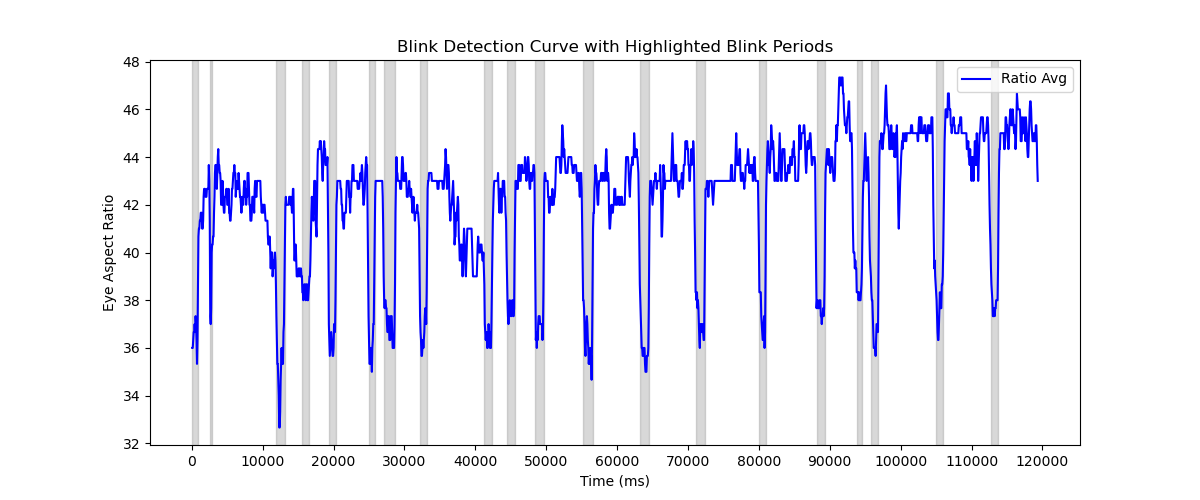 Blink Detection Curve with Highlighted Blink Periods
Ratio Avg
48
46
44
42
40
38
36
34
32
Eye Aspect Ratio
0 10000 20000 30000 40000 50000 60000 70000 80000 90000 100000 110000 120000
Time (ms)